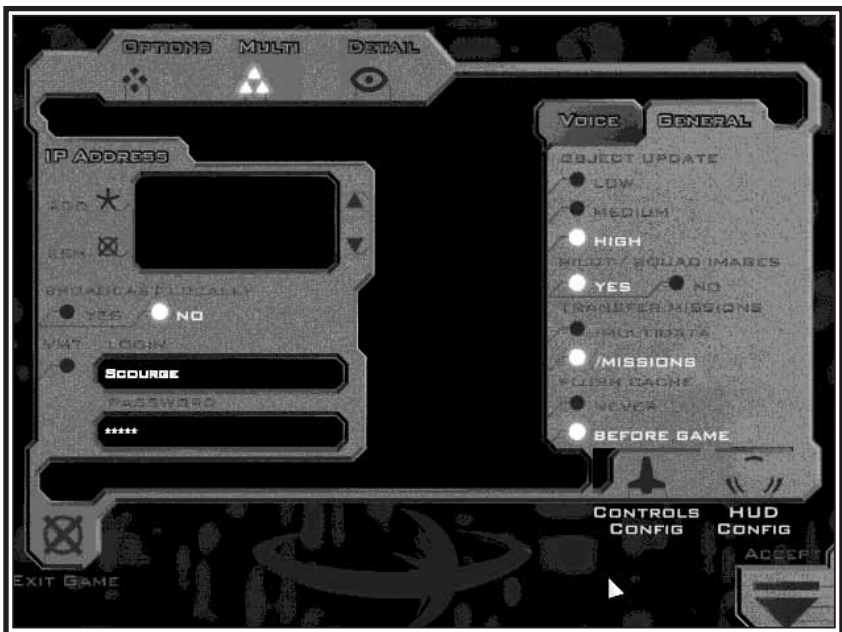 OPTIONS MULTI DETAIL
VOICE GENERAL
IP ADDRESS
ADD
REM
BROADCAST LOCALLY
YES NO
VMT LOGIN
SCOURGE
PASSWORD
*****
OBJECT UPDATE
LOW
MEDIUM
HIGH
PILOT / SQUAD IMAGES
YES NO
TRANSFER MISSIONS
/MULTIDATA
/MISSIONS
FLUSH CACHE
NEVER
BEFORE GAME
CONTROLS CONFIG
HUD CONFIG
EXIT GAME
ACCEPT